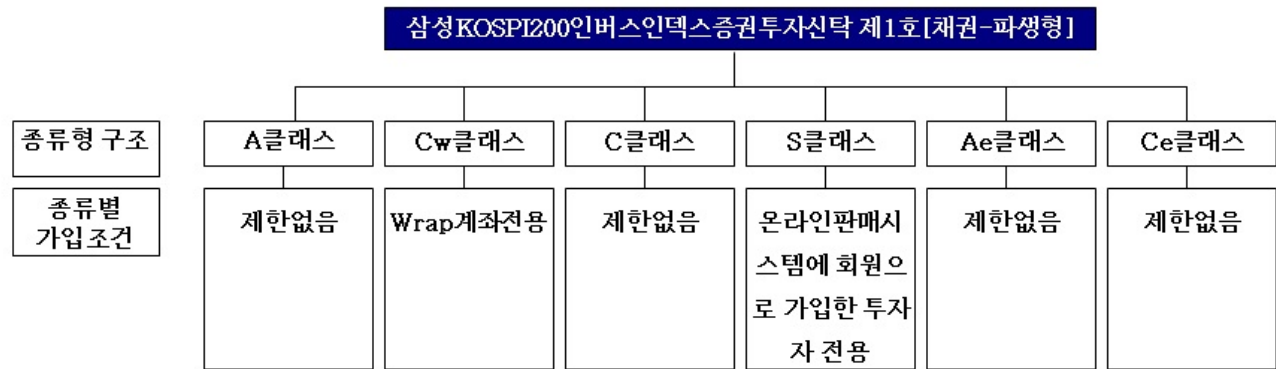 삼성KOSPI200인버스인덱스증권투자신탁 제1호[채권-파생형]
종류형 구조
A클래스
Cw클래스
C클래스
S클래스
Ae클래스
Ce클래스
종류별
가입조건
제한없음
Wrap계좌전용
제한없음
온라인판매시
스템에 회원으
로 가입한 투자
자 전용
제한없음
제한없음